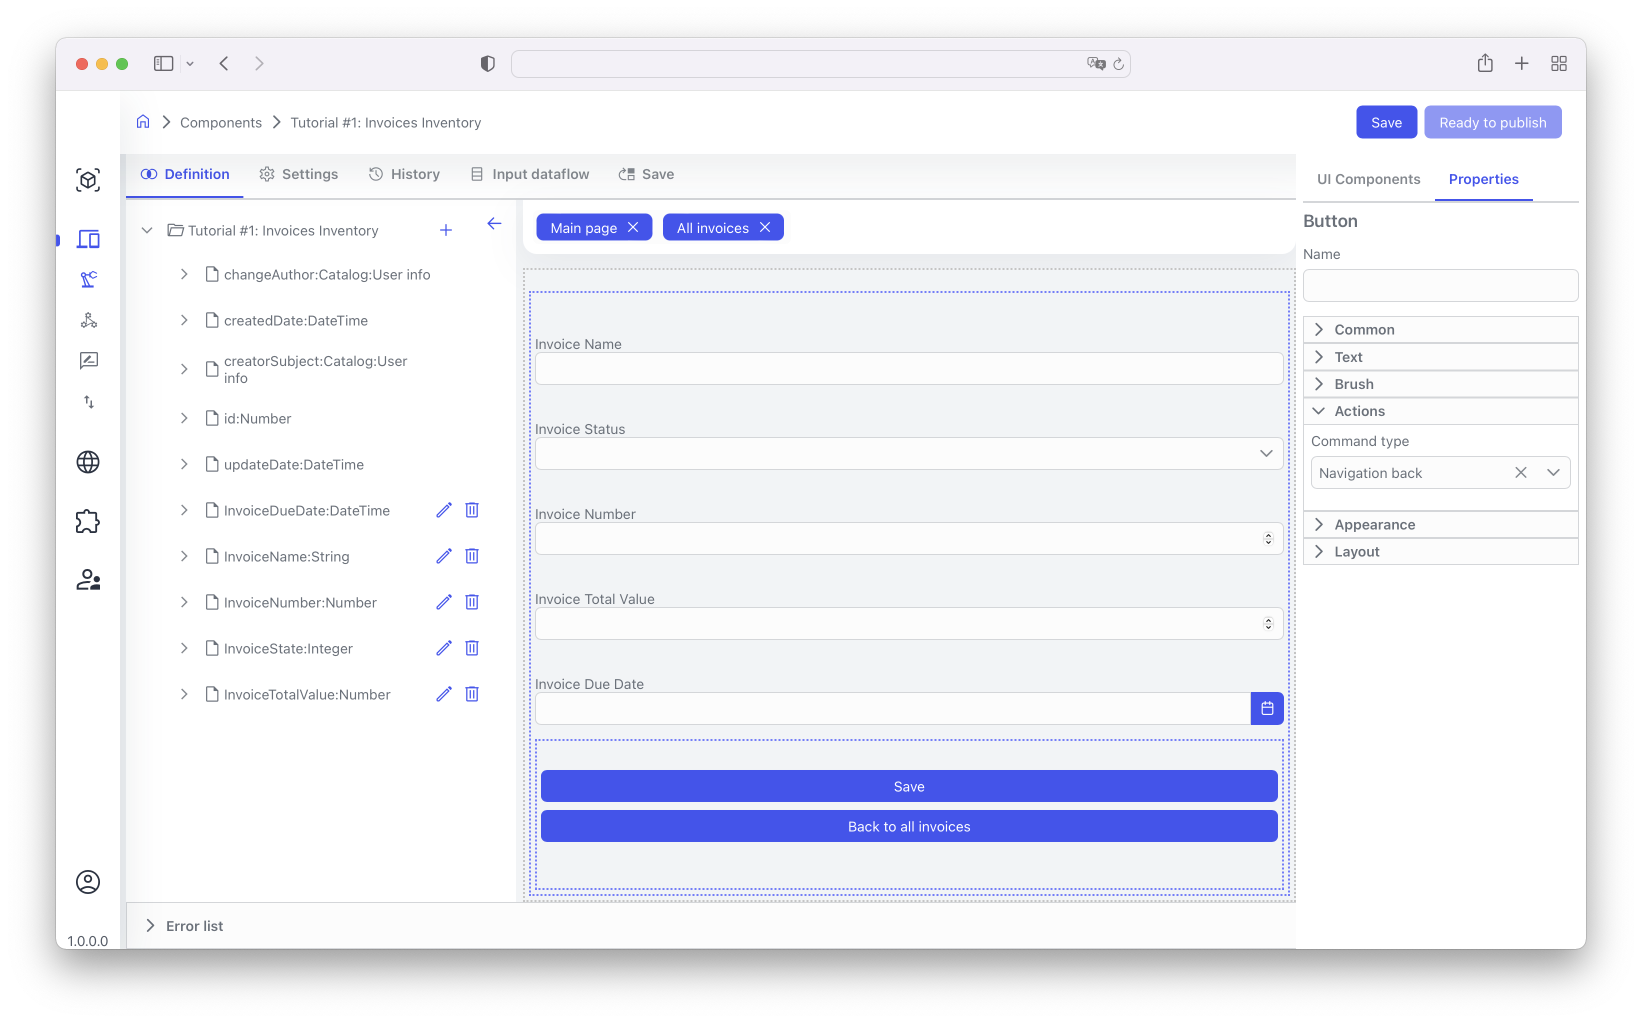 Components
Tutorial #1: Invoices Inventory
Save
Ready to publish
Definition
Settings
History
Input dataflow
Save
UI Components
Properties
Tutorial #1: Invoices Inventory
changeAuthor:Catalog:User info
createdDate:DateTime
creatorSubject:Catalog:User
info
id:Number
updateDate:DateTime
InvoiceDueDate:DateTime
InvoiceName:String
InvoiceNumber:Number
InvoiceState:Integer
InvoiceTotalValue:Number
Main page
All invoices
Invoice Name
Invoice Status
Invoice Number
Invoice Total Value
Invoice Due Date
Save
Back to all invoices
Button
Name
Common
Text
Brush
Actions
Command type
Navigation back
Appearance
Layout
Error list
1.0.0.0